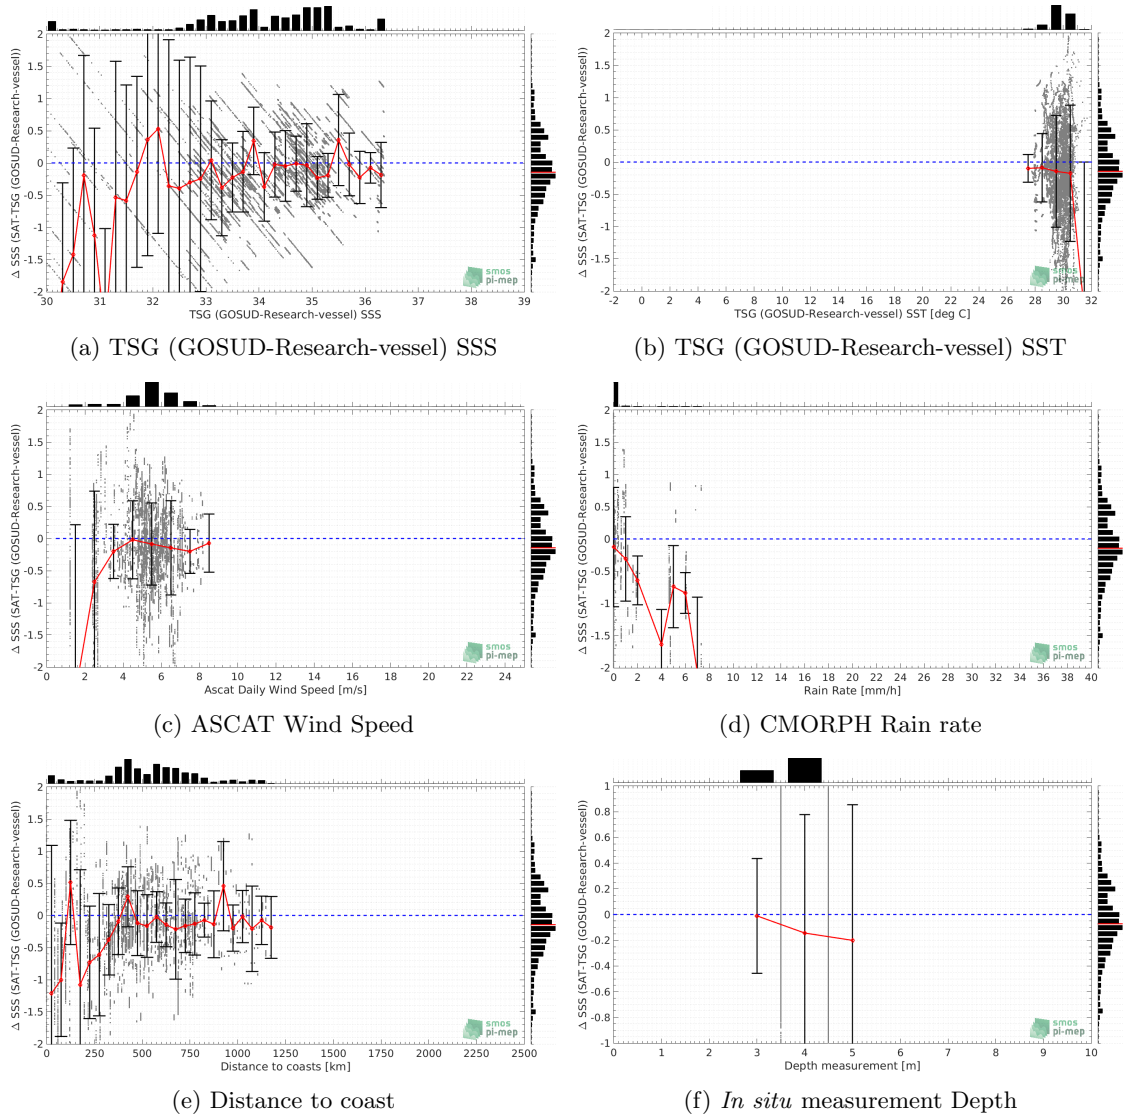 2
1.5
1
0.5
0
-0.5
-1
-1.5
-2
30 31 32 33 34 35 36 37 38 39
TSG (GOSUD-Research-vessel) SSS
Δ SSS (SAT-TSG (GOSUD-Research-vessel))
smos
pi-mep
(a) TSG (GOSUD-Research-vessel) SSS
2
1.5
1
0.5
0
-0.5
-1
-1.5
-2
-2 0 2 4 6 8 10 12 14 16 18 20 22 24 26 28 30 32
TSG (GOSUD-Research-vessel) SST [deg C]
Δ SSS (SAT-TSG (GOSUD-Research-vessel))
smos
pi-mep
(b) TSG (GOSUD-Research-vessel) SST
2
1.5
1
0.5
0
-0.5
-1
-1.5
-2
0 2 4 6 8 10 12 14 16 18 20 22 24
Ascat Daily Wind Speed [m/s]
Δ SSS (SAT-TSG (GOSUD-Research-vessel))
smos
pi-mep
(c) ASCAT Wind Speed
2
1.5
1
0.5
0
-0.5
-1
-1.5
-2
0 2 4 6 8 10 12 14 16 18 20 22 24 26 28 30 32 34 36 38 40
Rain Rate [mm/h]
Δ SSS (SAT-TSG (GOSUD-Research-vessel))
smos
pi-mep
(d) CMORPH Rain rate
2
1.5
1
0.5
0
-0.5
-1
-1.5
-2
0 250 500 750 1000 1250 1500 1750 2000 2250 2500
Distance to coasts [km]
Δ SSS (SAT-TSG (GOSUD-Research-vessel))
smos
pi-mep
(e) Distance to coast
1
0.8
0.6
0.4
0.2
0
-0.2
-0.4
-0.6
-0.8
-1
0 1 2 3 4 5 6 7 8 9 10
Depth measurement [m]
Δ SSS (SAT-TSG (GOSUD-Research-vessel))
smos
pi-mep
(f) In situ measurement Depth